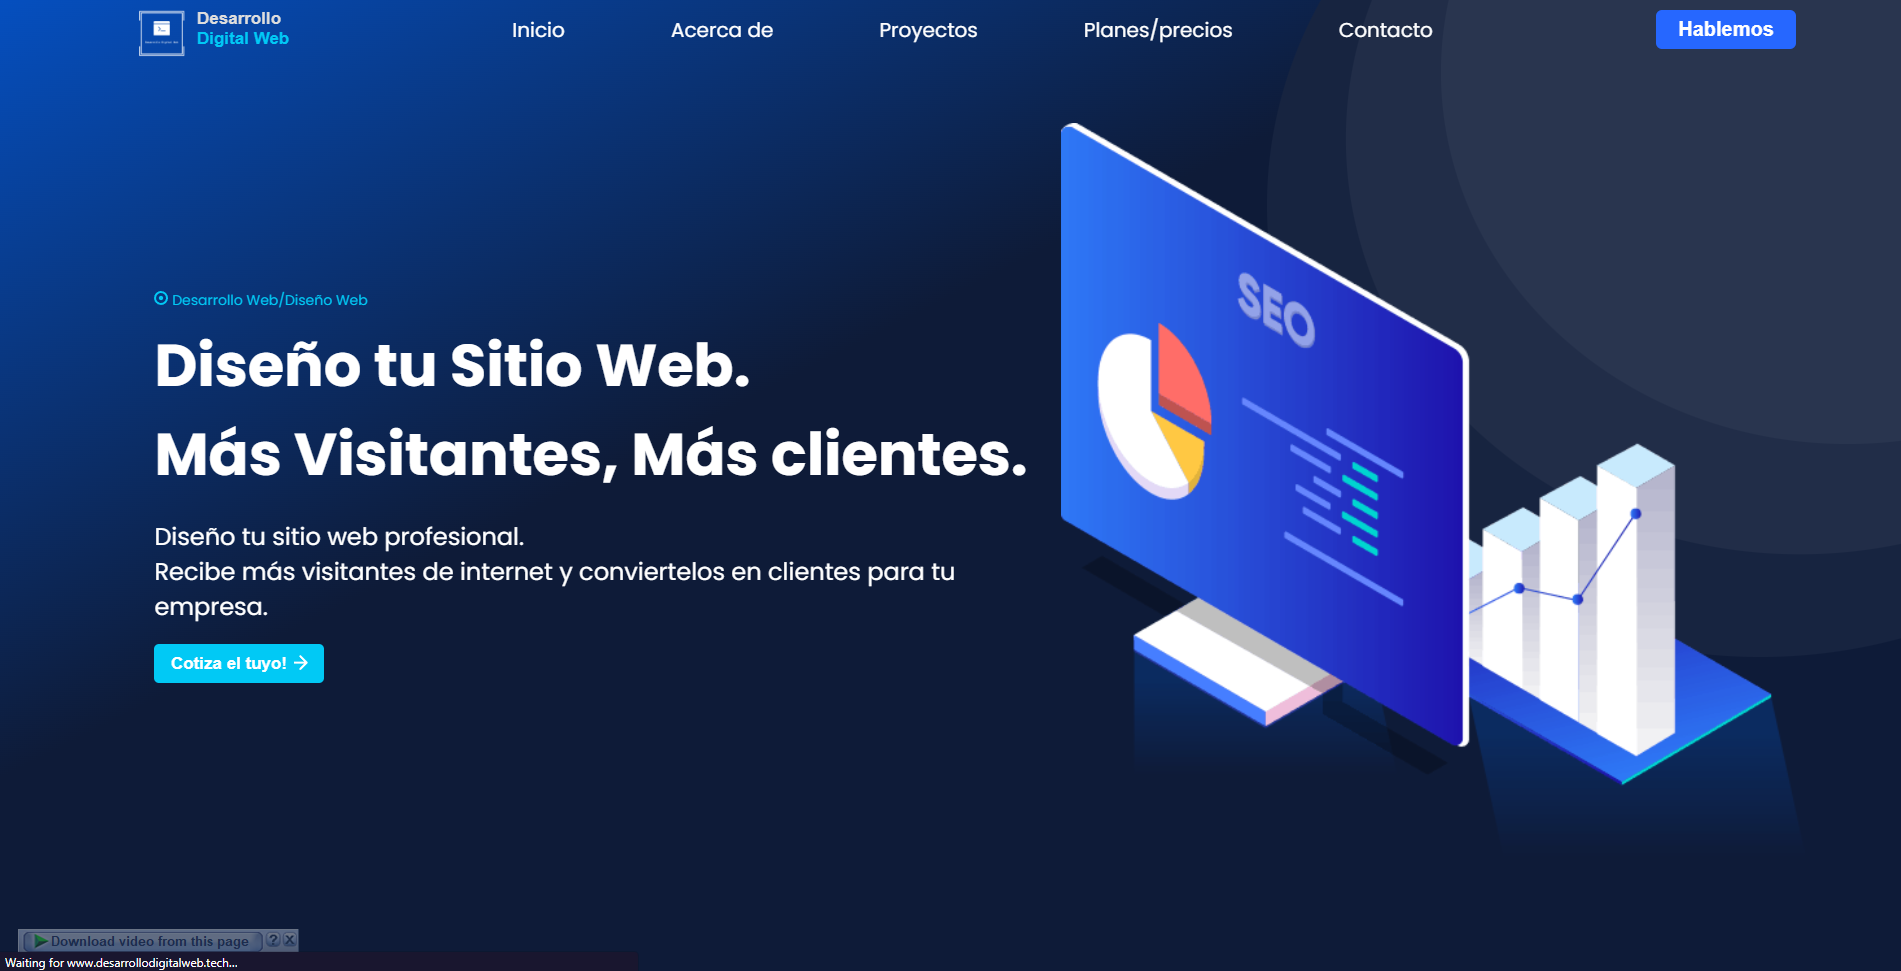 Desarrollo
Digital Web
Inicio
Acerca de
Proyectos
Planes/precios
Contacto
Hablemos
Desarrollo Web/Diseño Web
Diseño tu Sitio Web.
Más Visitantes, Más clientes.
Diseño tu sitio web profesional.
Recibe más visitantes de internet y conviertelos en clientes para tu
empresa.
Cotiza el tuyo! →
SEO
Download video from this page ? X
Waiting for www.desarrollodigitalweb.tech...